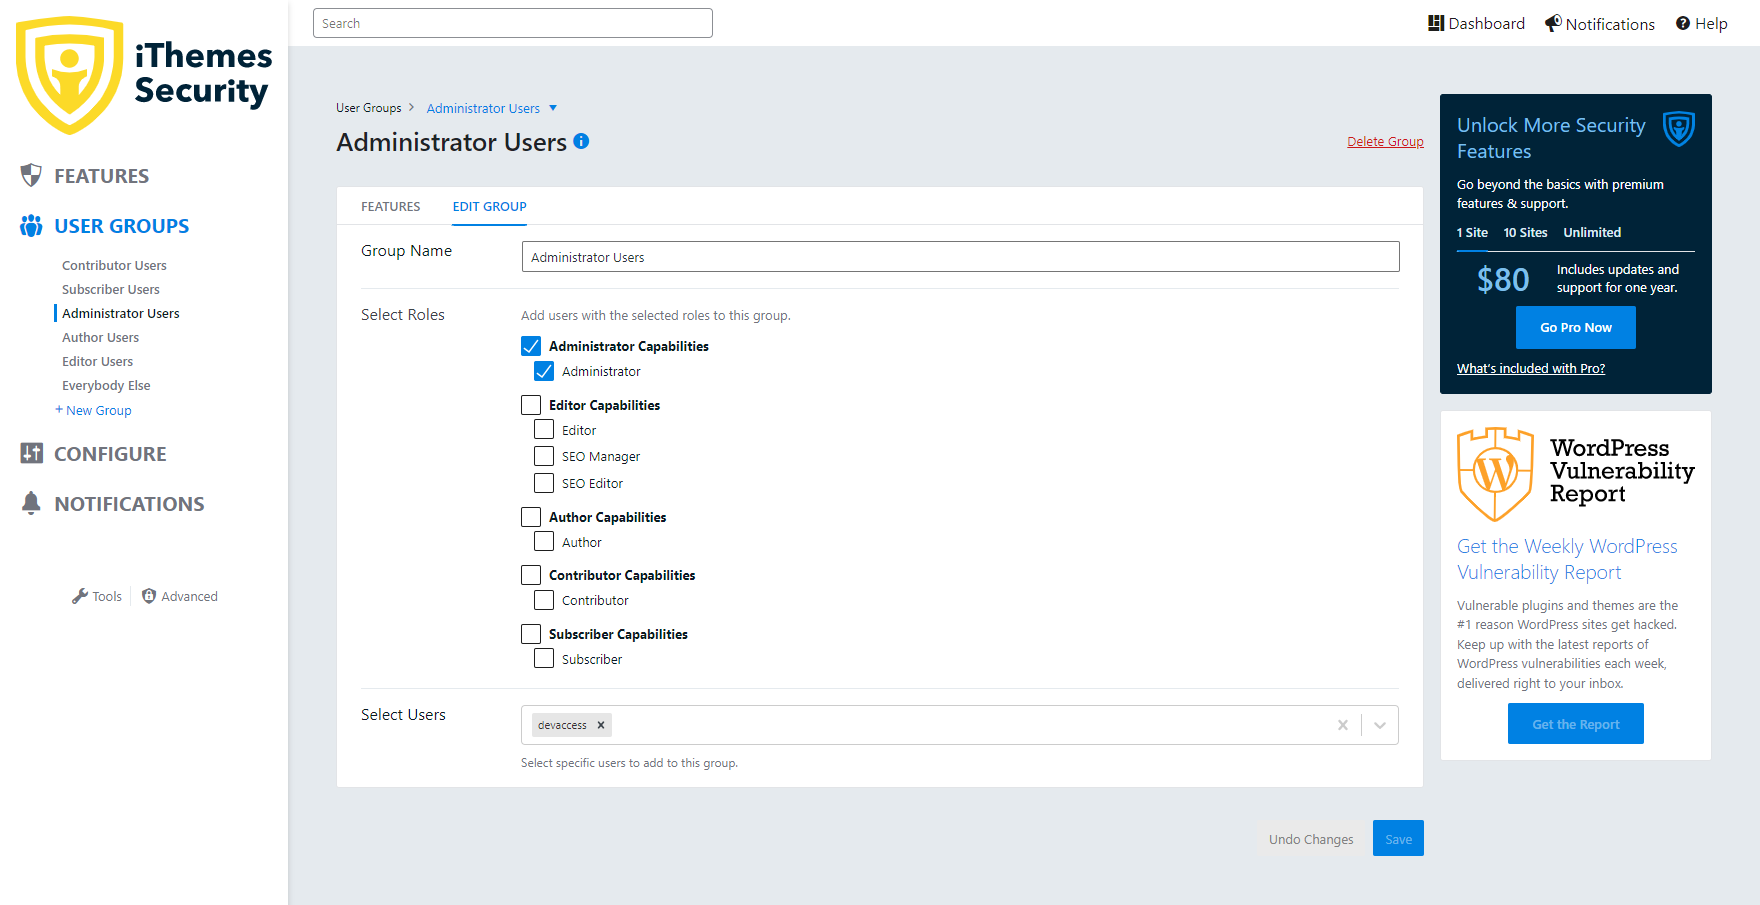 iThemes
Security
FEATURES
USER GROUPS
Contributor Users
Subscriber Users
Administrator Users
Author Users
Editor Users
Everybody Else
+ New Group
CONFIGURE
NOTIFICATIONS
Tools
Advanced
Search
Dashboard
Notifications
Help
User Groups > Administrator Users
Administrator Users
Delete Group
FEATURES
EDIT GROUP
Group Name
Administrator Users
Select Roles
Add users with the selected roles to this group.
Administrator Capabilities
Administrator
Editor Capabilities
Editor
SEO Manager
SEO Editor
Author Capabilities
Author
Contributor Capabilities
Contributor
Subscriber Capabilities
Subscriber
Select Users
devaccess
Select specific users to add to this group.
Undo Changes
Save
Unlock More Security
Features
Go beyond the basics with premium
features & support.
1 Site 10 Sites Unlimited
$80
Includes updates and
support for one year.
Go Pro Now
What's included with Pro?
WordPress
Vulnerability
Report
Get the Weekly WordPress
Vulnerability Report
Vulnerable plugins and themes are the
#1 reason WordPress sites get hacked.
Keep up with the latest reports of
WordPress vulnerabilities each week,
delivered right to your inbox.
Get the Report